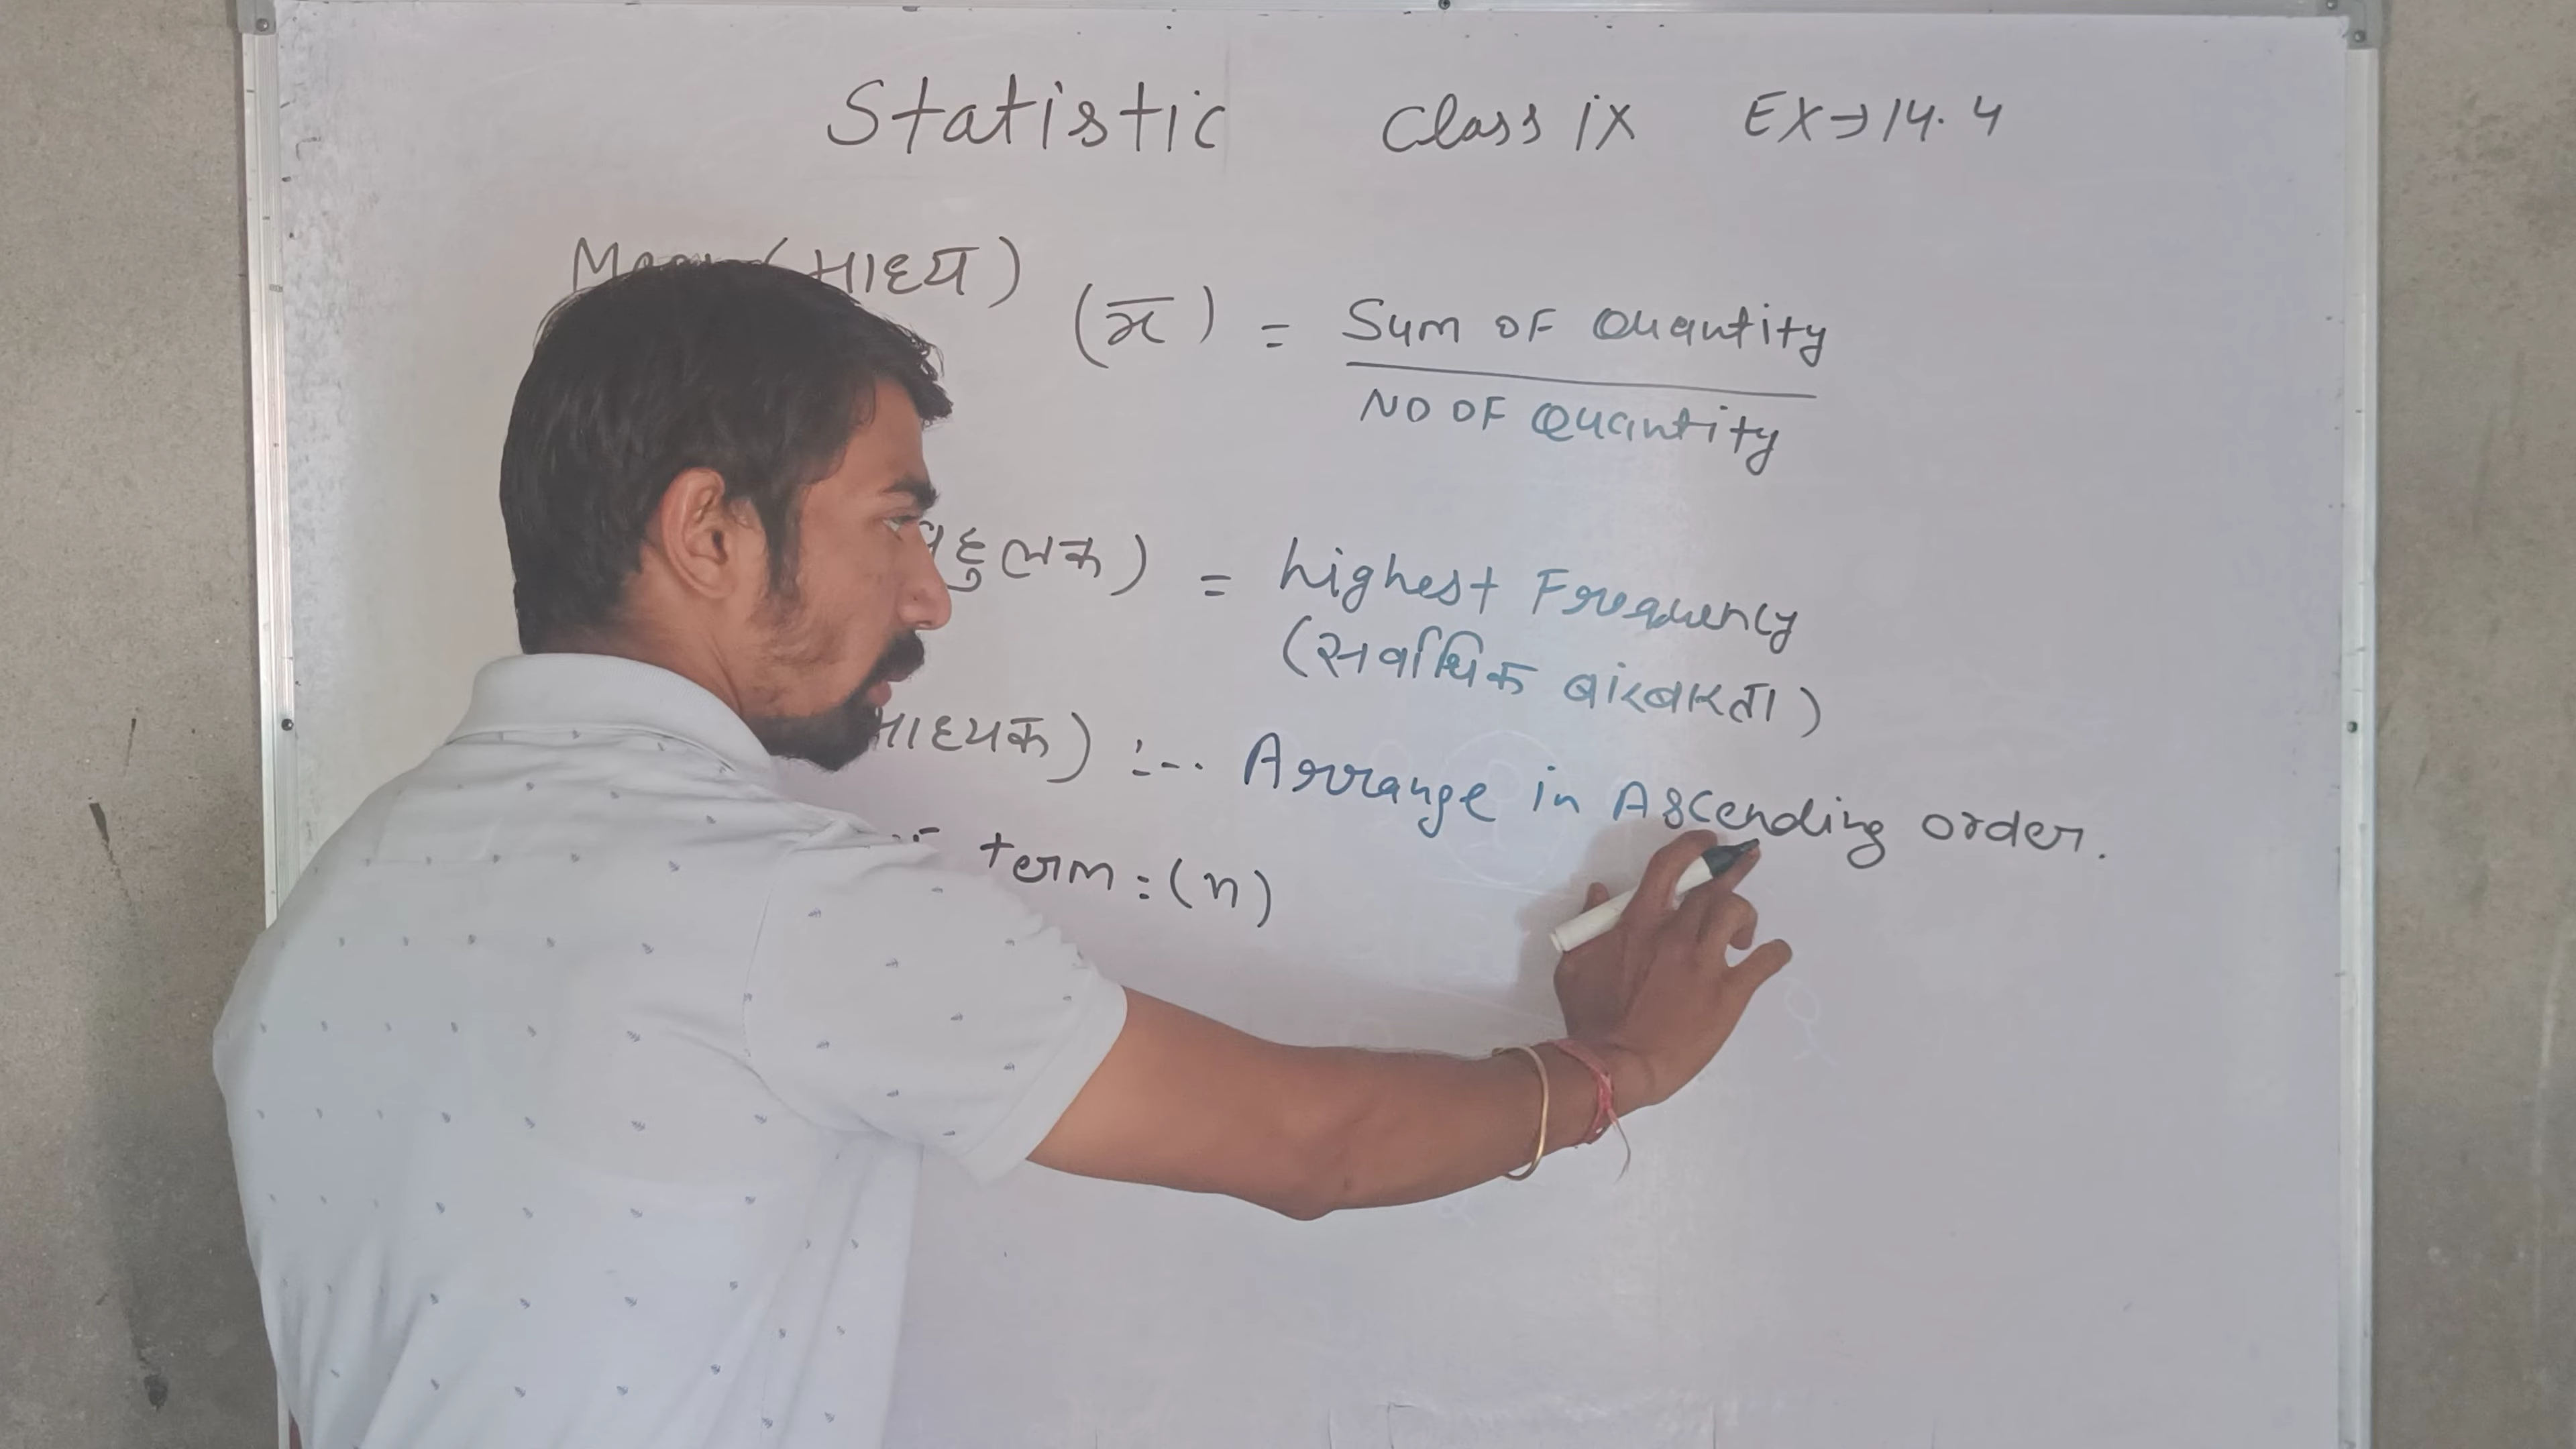 Statistic Class iX EX→14.4
(माध्य)
(x̄) = Sum OF Quantity
NO OF Quantity
बहुलक) = highest Frequency
(सर्वाधिक बारंबारता)
माध्यक) :-- Arrange in Ascending order.
term : (n)